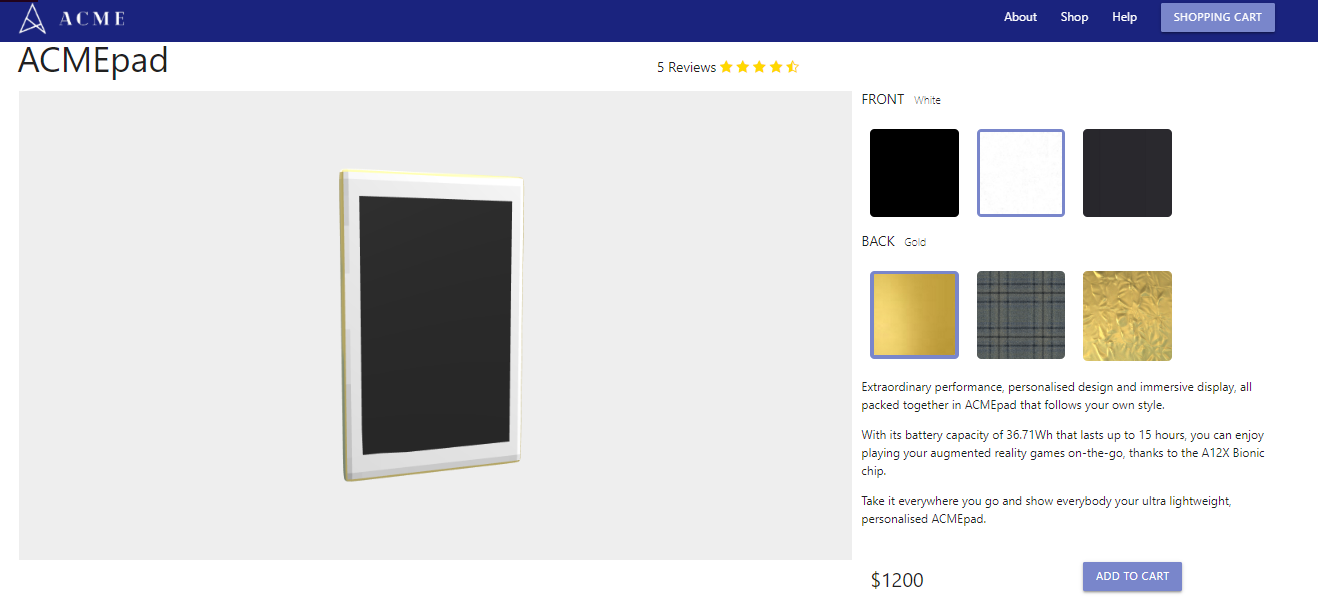 ACME
About Shop Help SHOPPING CART
ACMEpad
5 Reviews
FRONT White
BACK Gold
Extraordinary performance, personalised design and immersive display, all
packed together in ACMEpad that follows your own style.
With its battery capacity of 36.71Wh that lasts up to 15 hours, you can enjoy
playing your augmented reality games on-the-go, thanks to the A12X Bionic
chip.
Take it everywhere you go and show everybody your ultra lightweight,
personalised ACMEpad.
$1200
ADD TO CART